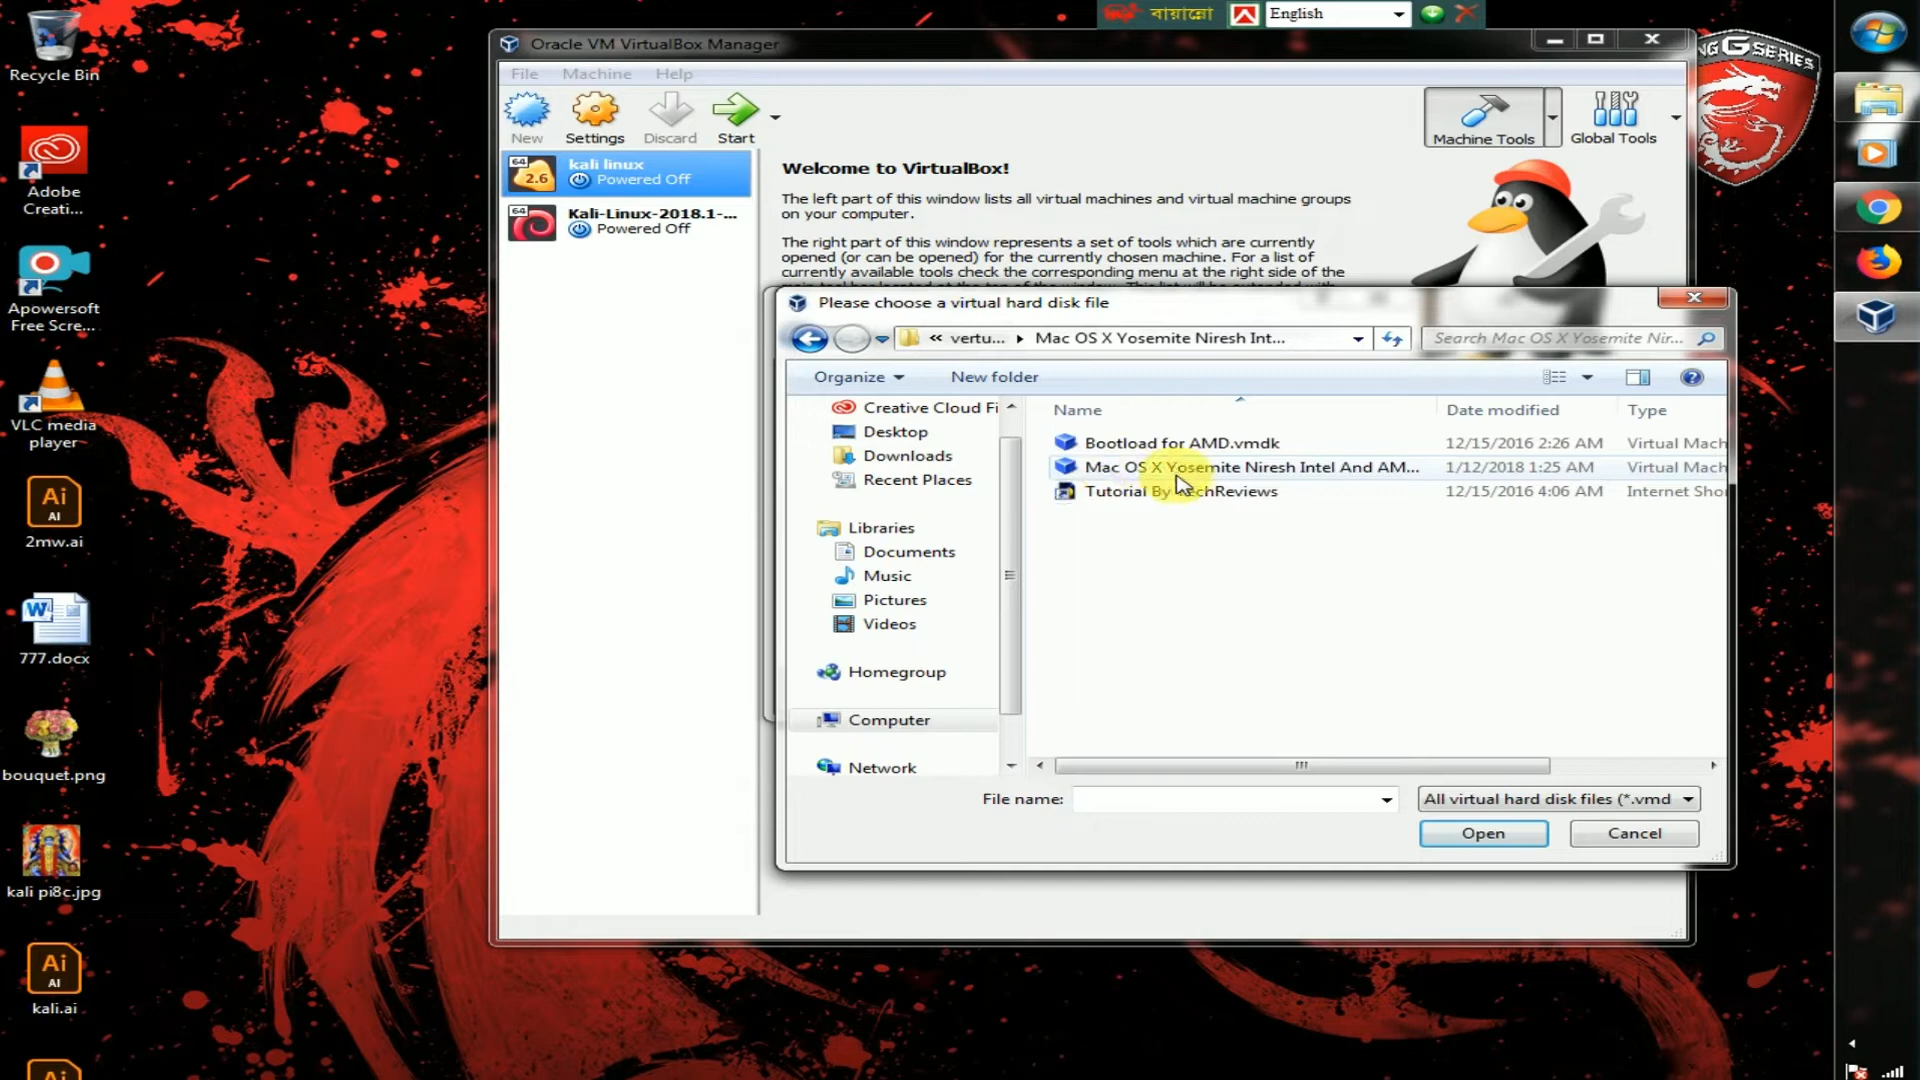 Recycle Bin
Adobe
Creati...
Apowersoft
Free Scre...
VLC media
player
Ai
AI
2mw.ai
777.docx
bouquet.png
kali pi8c.jpg
Ai
AI
kali.ai
Ai
বায়ান্নো
English
G SERIES
Oracle VM VirtualBox Manager
File Machine Help
New Settings Discard Start
Machine Tools Global Tools
64
2.6
kali linux
Powered Off
64
Kali-Linux-2018.1-...
Powered Off
Welcome to VirtualBox!
The left part of this window lists all virtual machines and virtual machine groups
on your computer.
The right part of this window represents a set of tools which are currently
opened (or can be opened) for the currently chosen machine. For a list of
currently available tools check the corresponding menu at the right side of the
Please choose a virtual hard disk file
« vertu... Mac OS X Yosemite Niresh Int...
Search Mac OS X Yosemite Nir...
Organize New folder
Creative Cloud Fi
Desktop
Downloads
Recent Places
Libraries
Documents
Music
Pictures
Videos
Homegroup
Computer
Network
Name Date modified Type
Bootload for AMD.vmdk 12/15/2016 2:26 AM Virtual Mach
Mac OS X Yosemite Niresh Intel And AM... 1/12/2018 1:25 AM Virtual Mach
Tutorial By TechReviews 12/15/2016 4:06 AM Internet Sho
File name:
All virtual hard disk files (*.vmd
Open Cancel